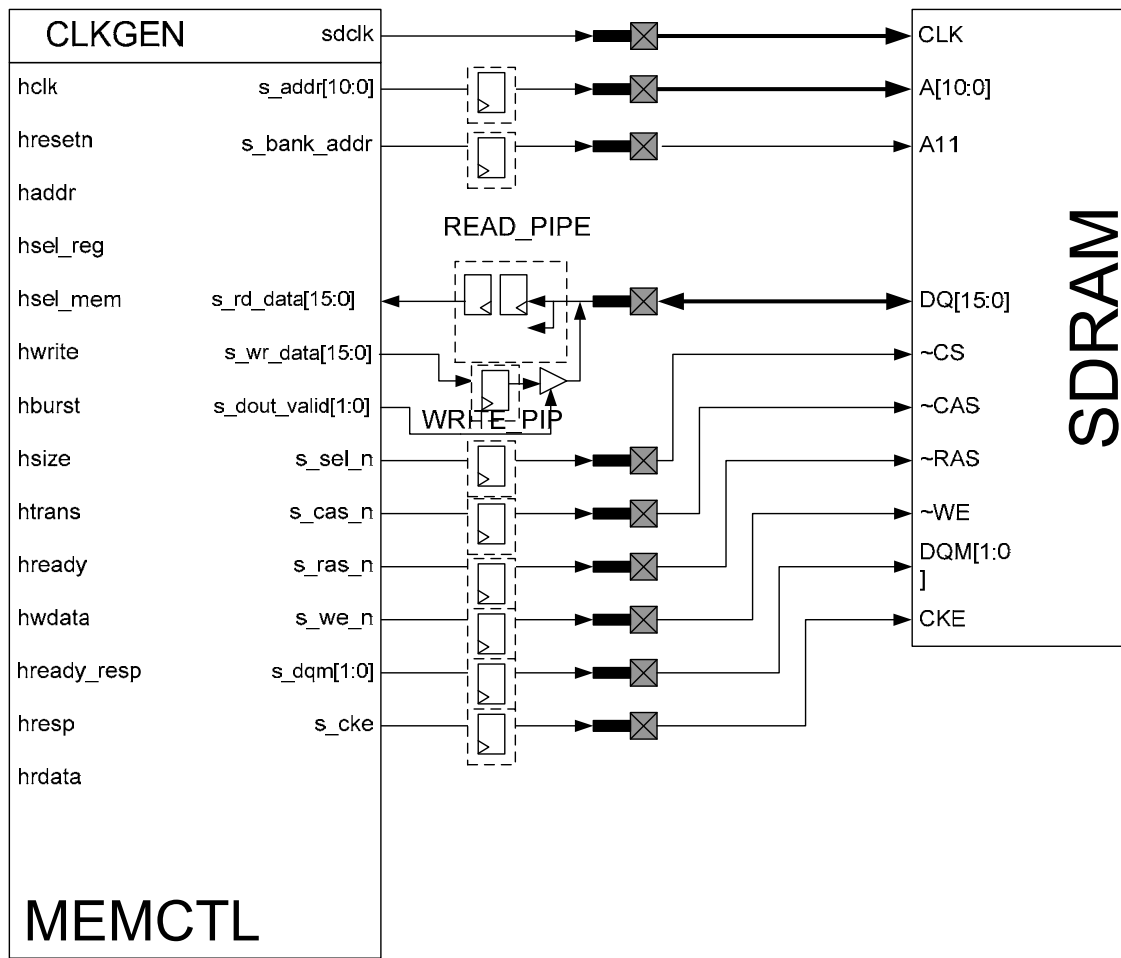 CLKGEN
sdclk
CLK
hclk
s_addr[10:0]
A[10:0]
hresetn
s_bank_addr
A11
haddr
READ_PIPE
hsel_reg
hsel_mem
s_rd_data[15:0]
DQ[15:0]
hwrite
s_wr_data[15:0]
~CS
hburst
s_dout_valid[1:0]
WRITE_PIP
~CAS
hsize
s_sel_n
~RAS
htrans
s_cas_n
~WE
hready
s_ras_n
DQM[1:0
]
hwdata
s_we_n
CKE
hready_resp
s_dqm[1:0]
hresp
s_cke
hrdata
MEMCTL
SDRAM